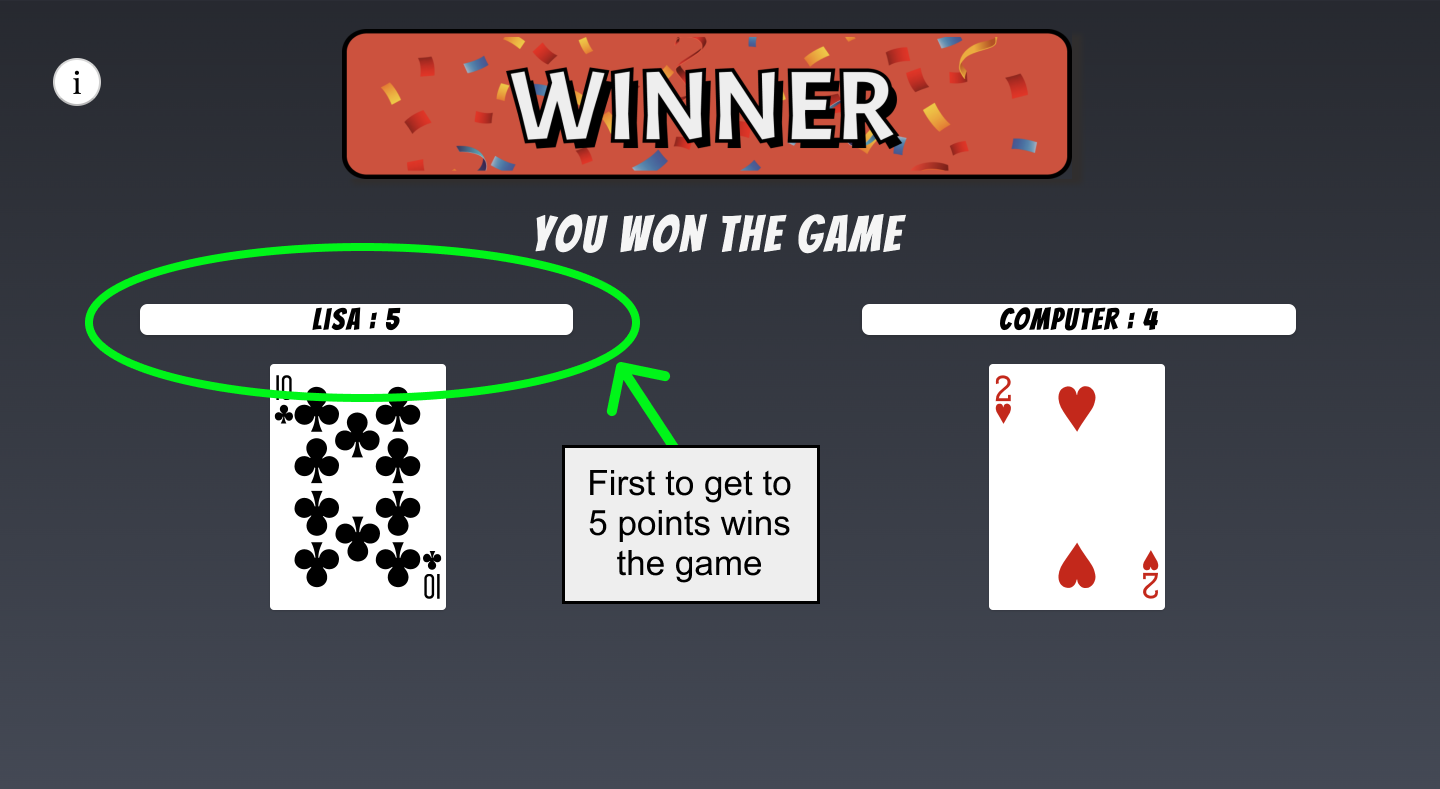 i
WINNER
YOU WON THE GAME
LISA : 5
COMPUTER : 4
10
2
First to get to
5 points wins
the game
10
2